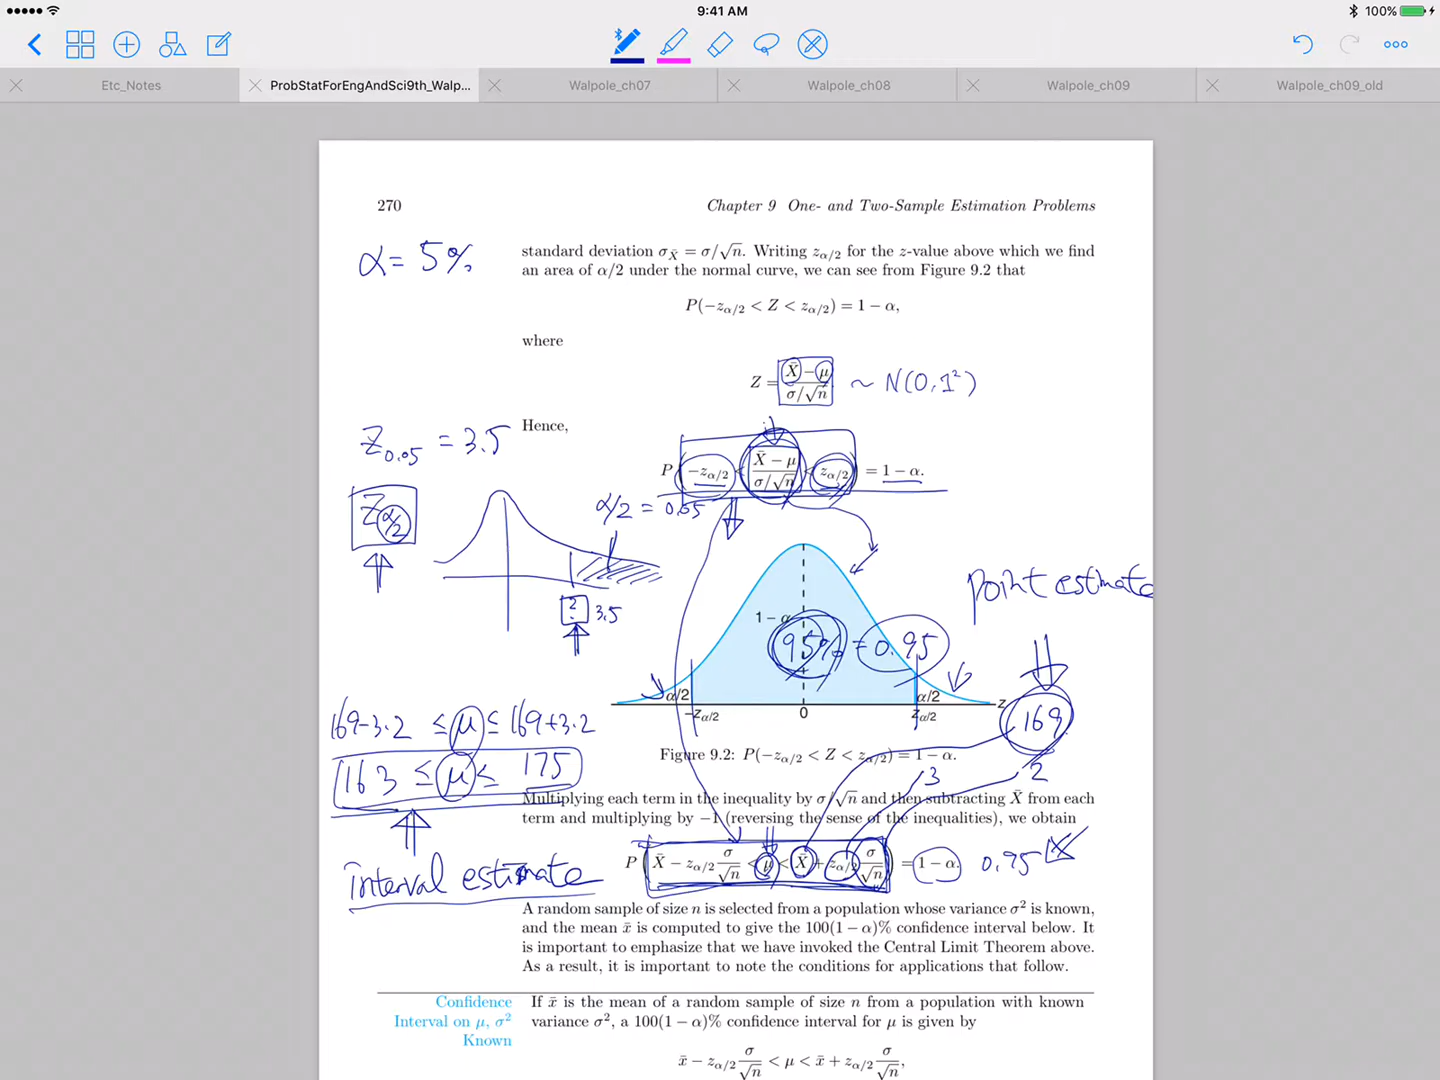 9:41 AM
100%
Etc_Notes
ProbStatForEngAndSci9th_Walp...
Walpole_ch07
Walpole_ch08
Walpole_ch09
Walpole_ch09_old
270
Chapter 9 One- and Two-Sample Estimation Problems
α = 5%
standard deviation σ_X̄ = σ/√n. Writing z_α/2 for the z-value above which we find
an area of α/2 under the normal curve, we can see from Figure 9.2 that
P(−z_α/2 < Z < z_α/2) = 1 − α,
where
Z = (X̄ − μ)/(σ/√n) ~ N(0, 1²)
Hence,
Z_0.05 = 3.5
P(−z_α/2 < (X̄ − μ)/(σ/√n) < z_α/2) = 1 − α.
Z_α/2
α/2 = 0.05
? 3.5
point estimate
1 − α
95% = 0.95
α/2
α/2
−z_α/2
0
z_α/2
z
169
169−3.2 ≤ μ ≤ 169+3.2
Figure 9.2: P(−z_α/2 < Z < z_α/2) = 1 − α.
163 ≤ μ ≤ 175
3
2
Multiplying each term in the inequality by σ/√n and then subtracting X̄ from each
term and multiplying by −1 (reversing the sense of the inequalities), we obtain
P(X̄ − z_α/2 σ/√n < μ < X̄ + z_α/2 σ/√n) = 1 − α. 0.95
interval estimate
A random sample of size n is selected from a population whose variance σ² is known,
and the mean x̄ is computed to give the 100(1 − α)% confidence interval below. It
is important to emphasize that we have invoked the Central Limit Theorem above.
As a result, it is important to note the conditions for applications that follow.
Confidence
Interval on μ, σ²
Known
If x̄ is the mean of a random sample of size n from a population with known
variance σ², a 100(1 − α)% confidence interval for μ is given by
x̄ − z_α/2 σ/√n < μ < x̄ + z_α/2 σ/√n,